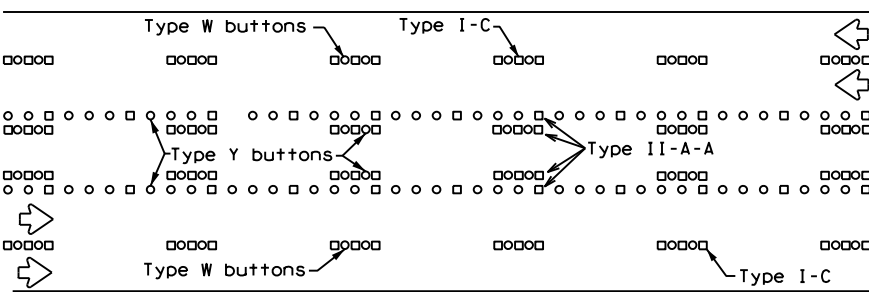 Type W buttons
Type I-C
Type Y buttons
Type II-A-A
Type W buttons
Type I-C